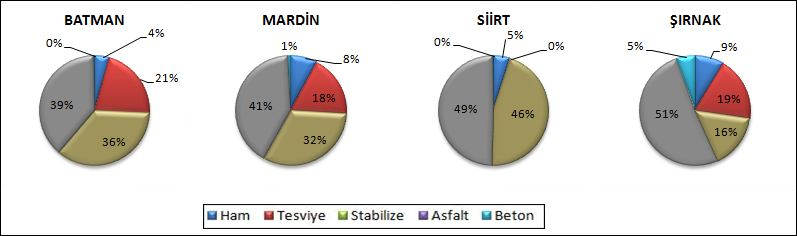 BATMAN
MARDİN
SİİRT
ŞIRNAK
0% 4% 21% 36% 39%
1% 8% 18% 32% 41%
0% 5% 0% 46% 49%
5% 9% 19% 16% 51%
Ham Tesviye Stabilize Asfalt Beton